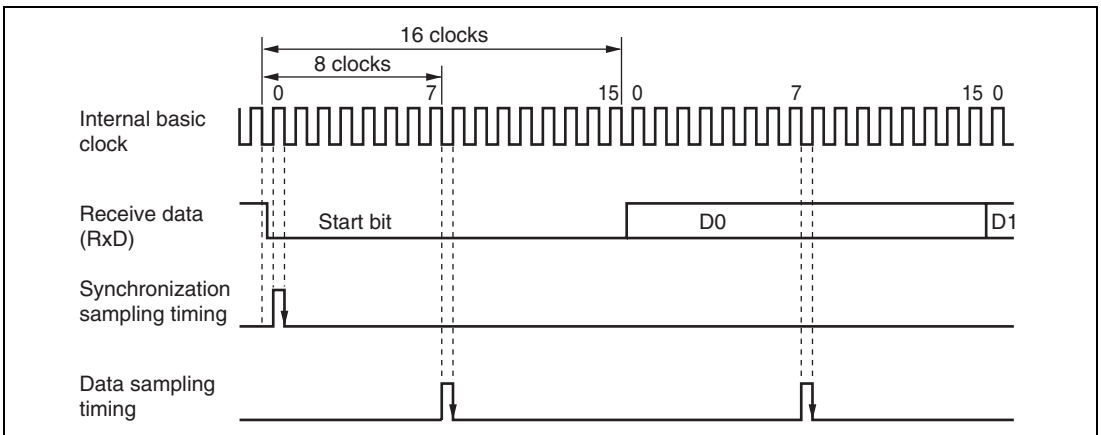 16 clocks
8 clocks
0 7 15 0 7 15 0
Internal basic
clock
Receive data
(RxD)
Start bit D0 D1
Synchronization
sampling timing
Data sampling
timing